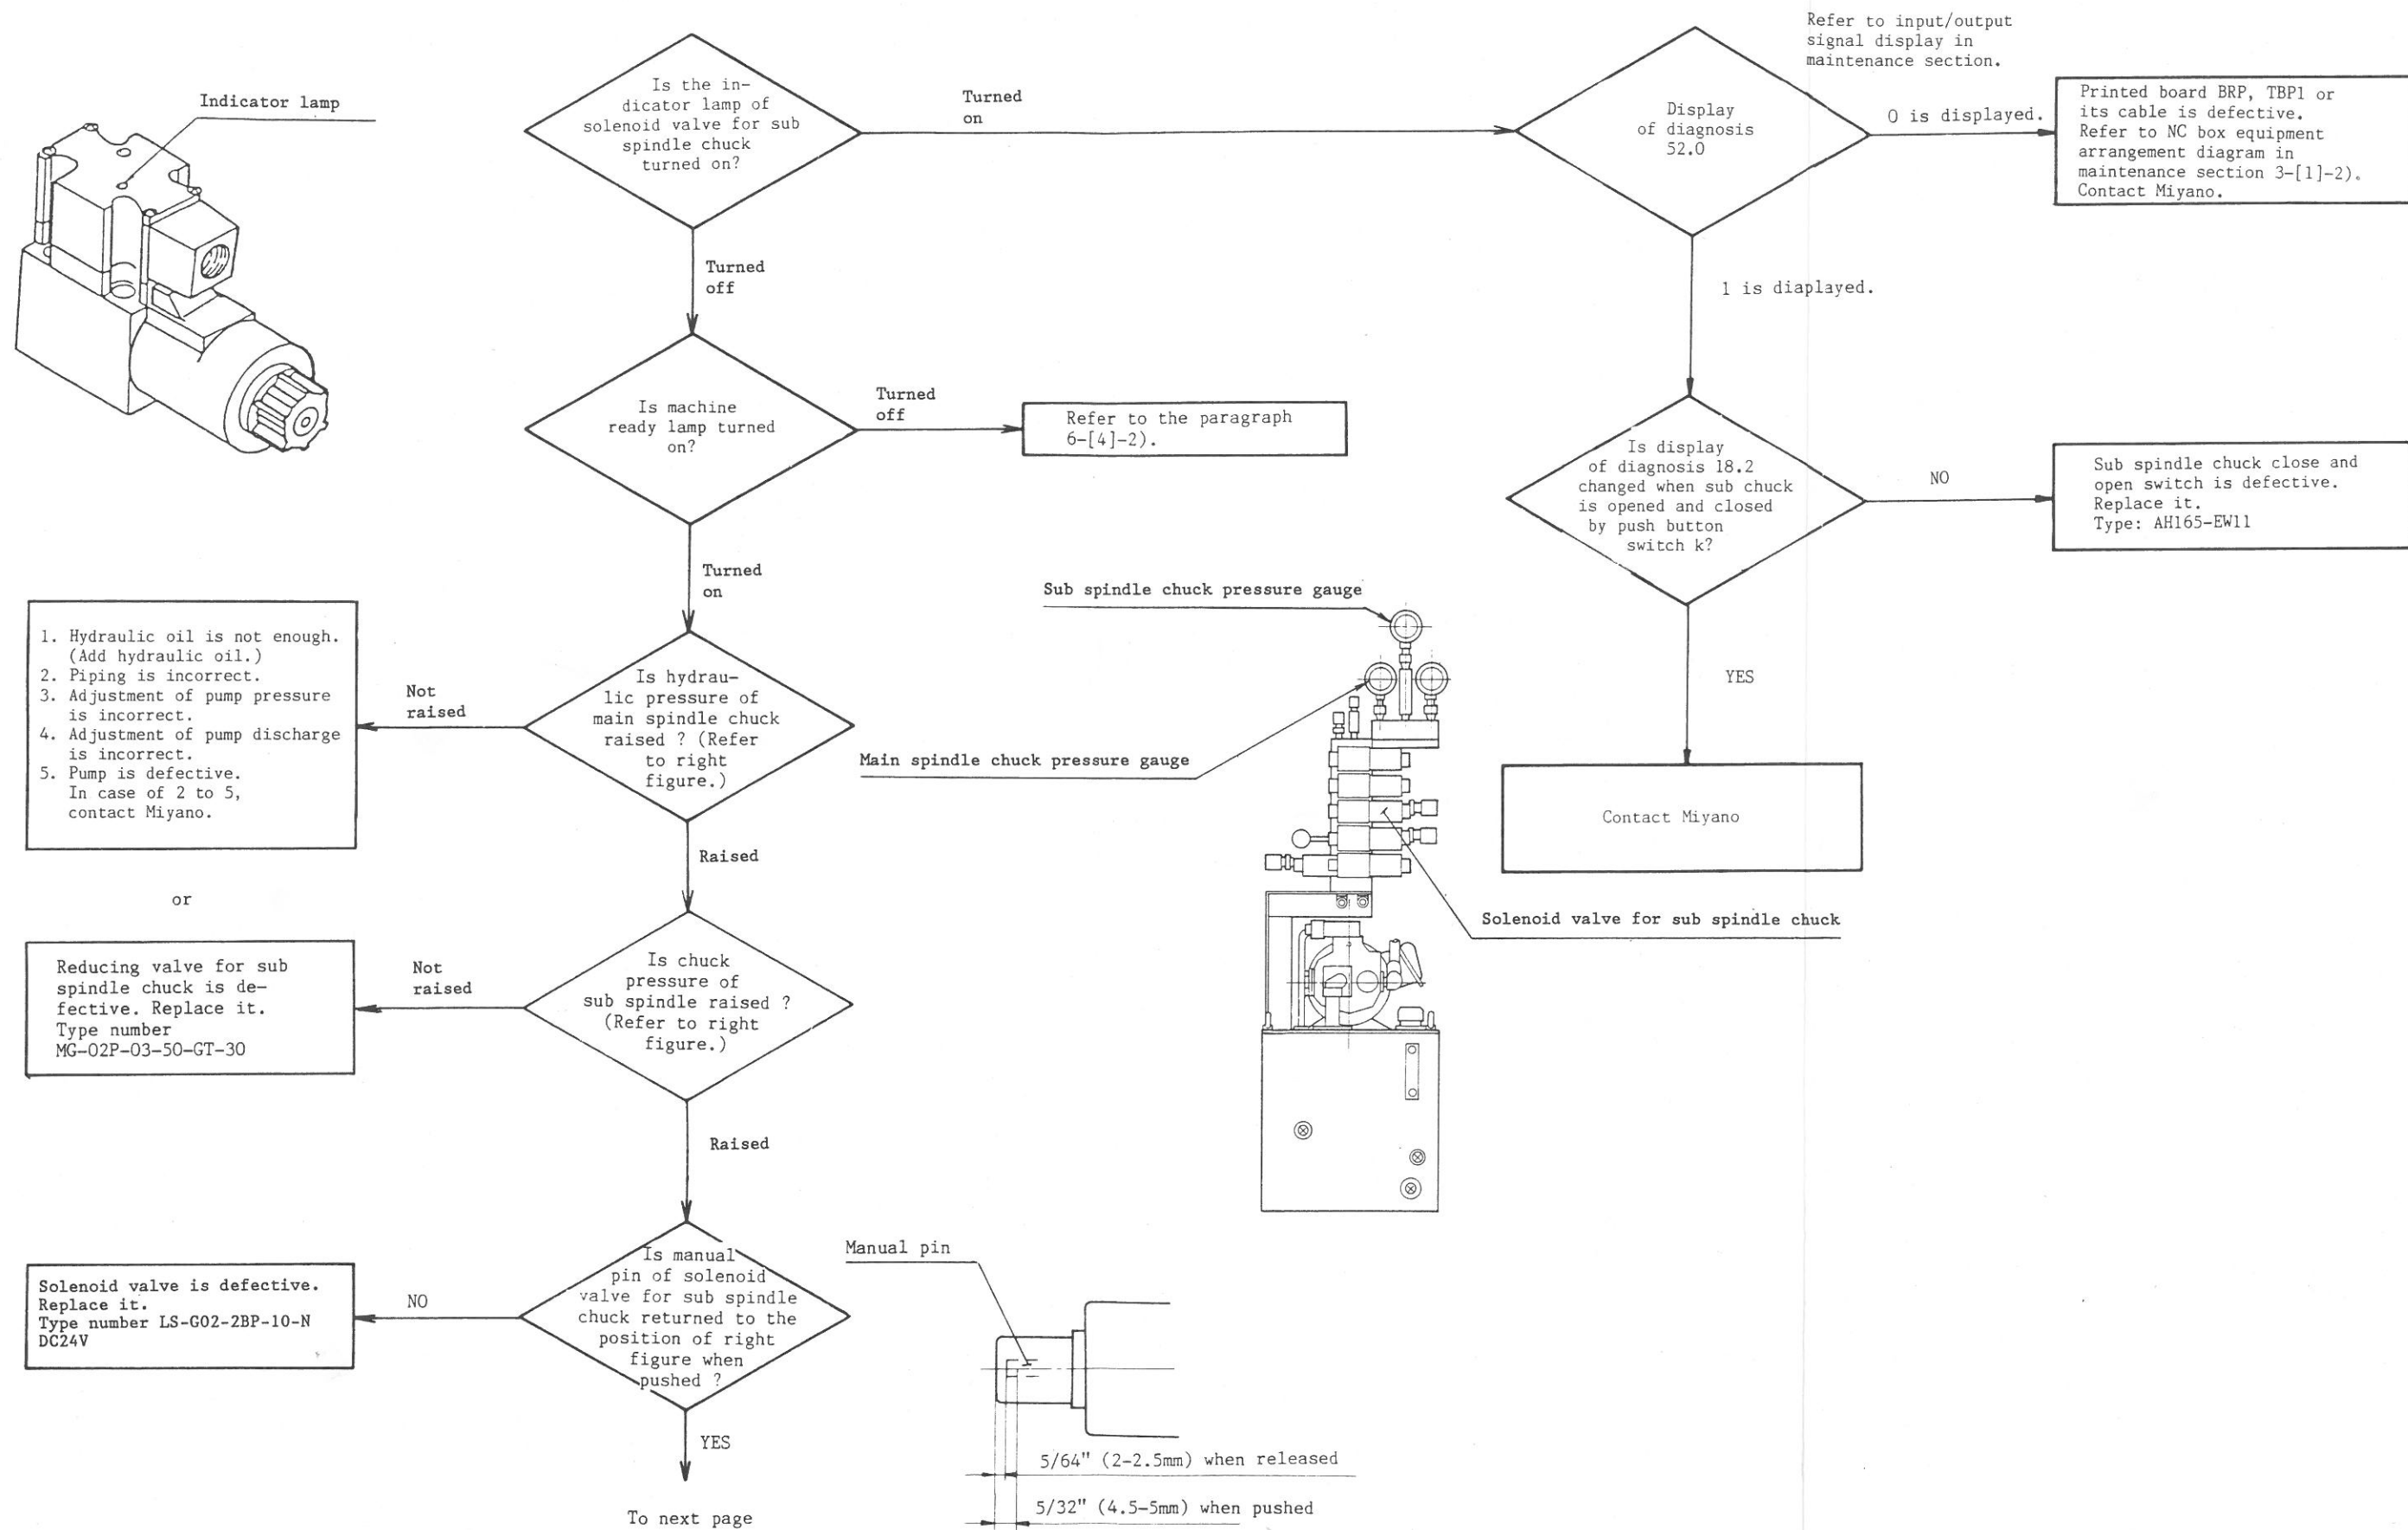 Indicator lamp
Is the in-
dicator lamp of
solenoid valve for sub
spindle chuck
turned on?
Turned
on
Display
of diagnosis
52.0
Refer to input/output
signal display in
maintenance section.
0 is displayed.
Printed board BRP, TBP1 or
its cable is defective.
Refer to NC box equipment
arrangement diagram in
maintenance section 3-[1]-2).
Contact Miyano.
Turned
off
1 is diaplayed.
Is machine
ready lamp turned
on?
Turned
off
Refer to the paragraph
6-[4]-2).
Is display
of diagnosis 18.2
changed when sub chuck
is opened and closed
by push button
switch k?
NO
Sub spindle chuck close and
open switch is defective.
Replace it.
Type: AH165-EW11
Turned
on
YES
Contact Miyano
Sub spindle chuck pressure gauge
Main spindle chuck pressure gauge
Solenoid valve for sub spindle chuck
Is hydrau-
lic pressure of
main spindle chuck
raised ? (Refer
to right
figure.)
Not
raised
1. Hydraulic oil is not enough.
(Add hydraulic oil.)
2. Piping is incorrect.
3. Adjustment of pump pressure
is incorrect.
4. Adjustment of pump discharge
is incorrect.
5. Pump is defective.
In case of 2 to 5,
contact Miyano.
or
Raised
Is chuck
pressure of
sub spindle raised ?
(Refer to right
figure.)
Not
raised
Reducing valve for sub
spindle chuck is de-
fective. Replace it.
Type number
MG-02P-03-50-GT-30
Raised
Is manual
pin of solenoid
valve for sub spindle
chuck returned to the
position of right
figure when
pushed ?
NO
Solenoid valve is defective.
Replace it.
Type number LS-G02-2BP-10-N
DC24V
YES
To next page
Manual pin
5/64" (2-2.5mm) when released
5/32" (4.5-5mm) when pushed